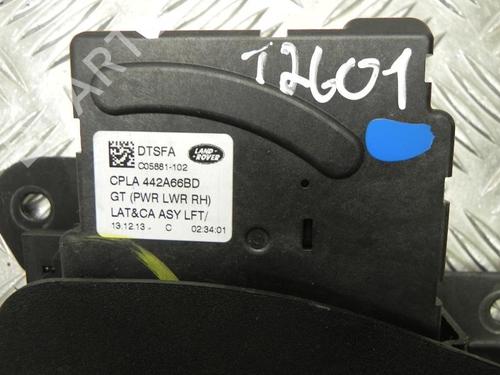 T2601
DTSFA
C05881-102
LAND-
ROVER
CPLA 442A66BD
GT (PWR LWR RH)
LAT&CA ASY LFT/
13.12.13 - C 02:34:01